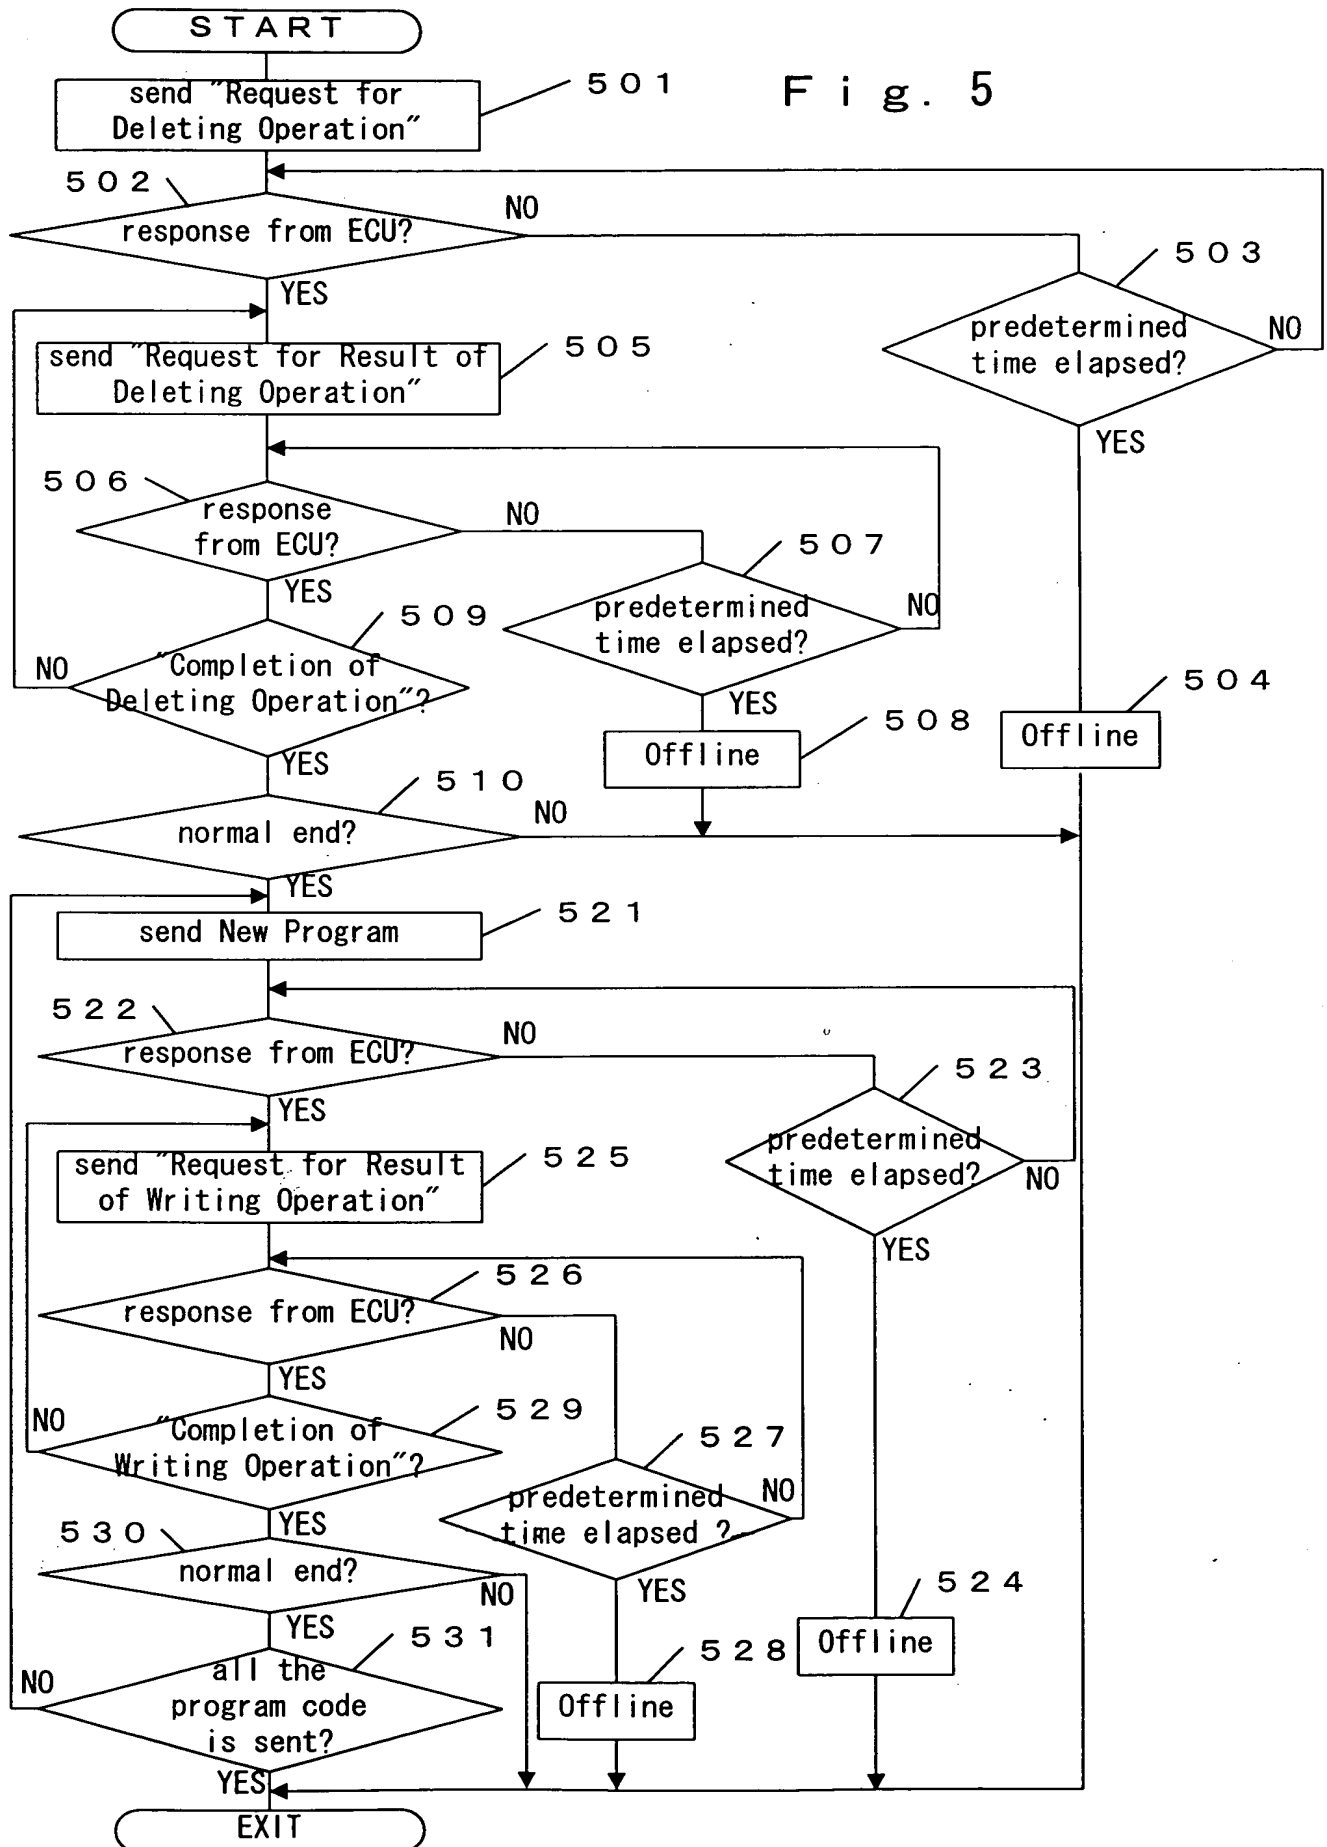 START
Fig. 5
501
send "Request for
Deleting Operation"
502
response from ECU?
NO
YES
503
predetermined
time elapsed?
NO
YES
505
send "Request for Result of
Deleting Operation"
506
response
from ECU?
NO
YES
507
predetermined
time elapsed?
NO
YES
509
"Completion of
Deleting Operation"?
NO
YES
504
Offline
508
Offline
510
normal end?
NO
YES
521
send New Program
522
response from ECU?
NO
YES
523
predetermined
time elapsed?
NO
YES
525
send "Request for Result
of Writing Operation"
526
response from ECU?
NO
YES
529
"Completion of
Writing Operation"?
NO
YES
527
predetermined
time elapsed ?
NO
YES
530
normal end?
NO
YES
524
Offline
531
all the
program code
is sent?
NO
YES
528
Offline
EXIT